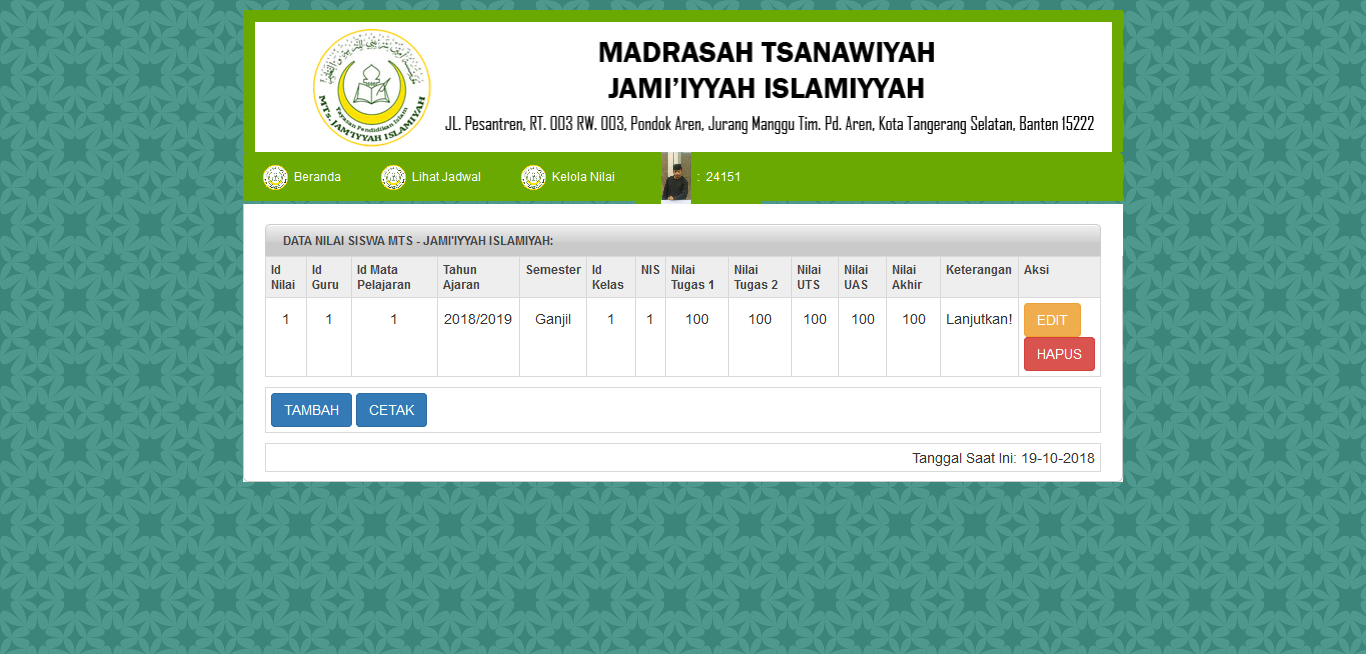 MADRASAH TSANAWIYAH
JAMI'IYYAH ISLAMIYYAH
JL. Pesantren, RT. 003 RW. 003, Pondok Aren, Jurang Manggu Tim. Pd. Aren, Kota Tangerang Selatan, Banten 15222
Yayasan Pendidikan Islam
MTs. JAM'IYYAH ISLAMIYAH
Beranda Lihat Jadwal Kelola Nilai : 24151
DATA NILAI SISWA MTS - JAMI'IYYAH ISLAMIYAH:
Id Nilai Id Guru Id Mata Pelajaran Tahun Ajaran Semester Id Kelas NIS Nilai Tugas 1 Nilai Tugas 2 Nilai UTS Nilai UAS Nilai Akhir Keterangan Aksi
1 1 1 2018/2019 Ganjil 1 1 100 100 100 100 100 Lanjutkan! EDIT
HAPUS
TAMBAH CETAK
Tanggal Saat Ini: 19-10-2018